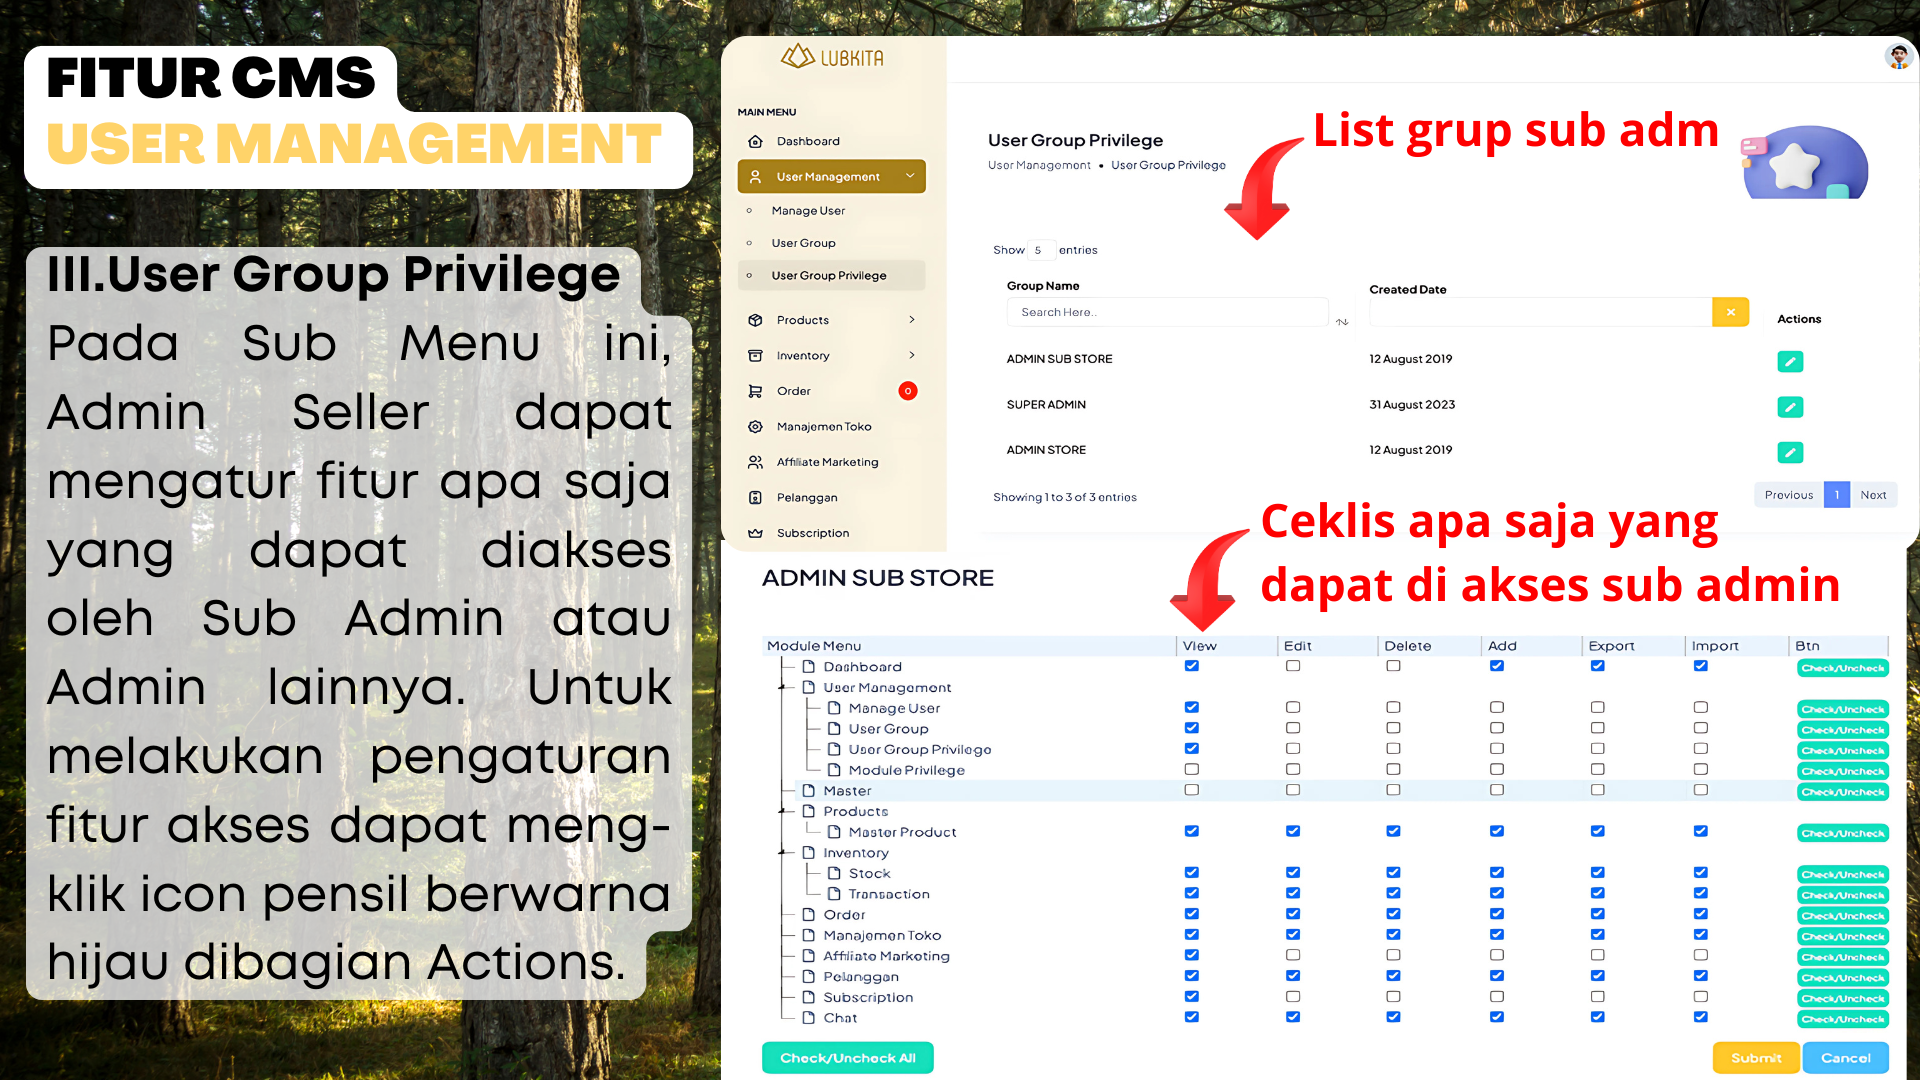 FITUR CMS
USER MANAGEMENT
III.User Group Privilege
Pada Sub Menu ini,
Admin Seller dapat
mengatur fitur apa saja
yang dapat diakses
oleh Sub Admin atau
Admin lainnya. Untuk
melakukan pengaturan
fitur akses dapat meng-
klik icon pensil berwarna
hijau dibagian Actions.
LUBKITA
MAIN MENU
Dashboard
User Management
Manage User
User Group
User Group Privilege
Products
Inventory
Order 0
Manajemen Toko
Affiliate Marketing
Pelanggan
Subscription
List grup sub adm
User Group Privilege
User Management • User Group Privilege
Show 5 entries
Group Name Created Date Actions
Search Here..
ADMIN SUB STORE 12 August 2019
SUPER ADMIN 31 August 2023
ADMIN STORE 12 August 2019
Showing 1 to 3 of 3 entries
Previous 1 Next
Ceklis apa saja yang
dapat di akses sub admin
ADMIN SUB STORE
Module Menu View Edit Delete Add Export Import Btn
Dashboard Check/Uncheck
User Management
Manage User Check/Uncheck
User Group Check/Uncheck
User Group Privilege Check/Uncheck
Module Privilege Check/Uncheck
Master Check/Uncheck
Products
Master Product Check/Uncheck
Inventory
Stock Check/Uncheck
Transaction Check/Uncheck
Order Check/Uncheck
Manajemen Toko Check/Uncheck
Affiliate Marketing Check/Uncheck
Pelanggan Check/Uncheck
Subscription Check/Uncheck
Chat Check/Uncheck
Check/Uncheck All Submit Cancel